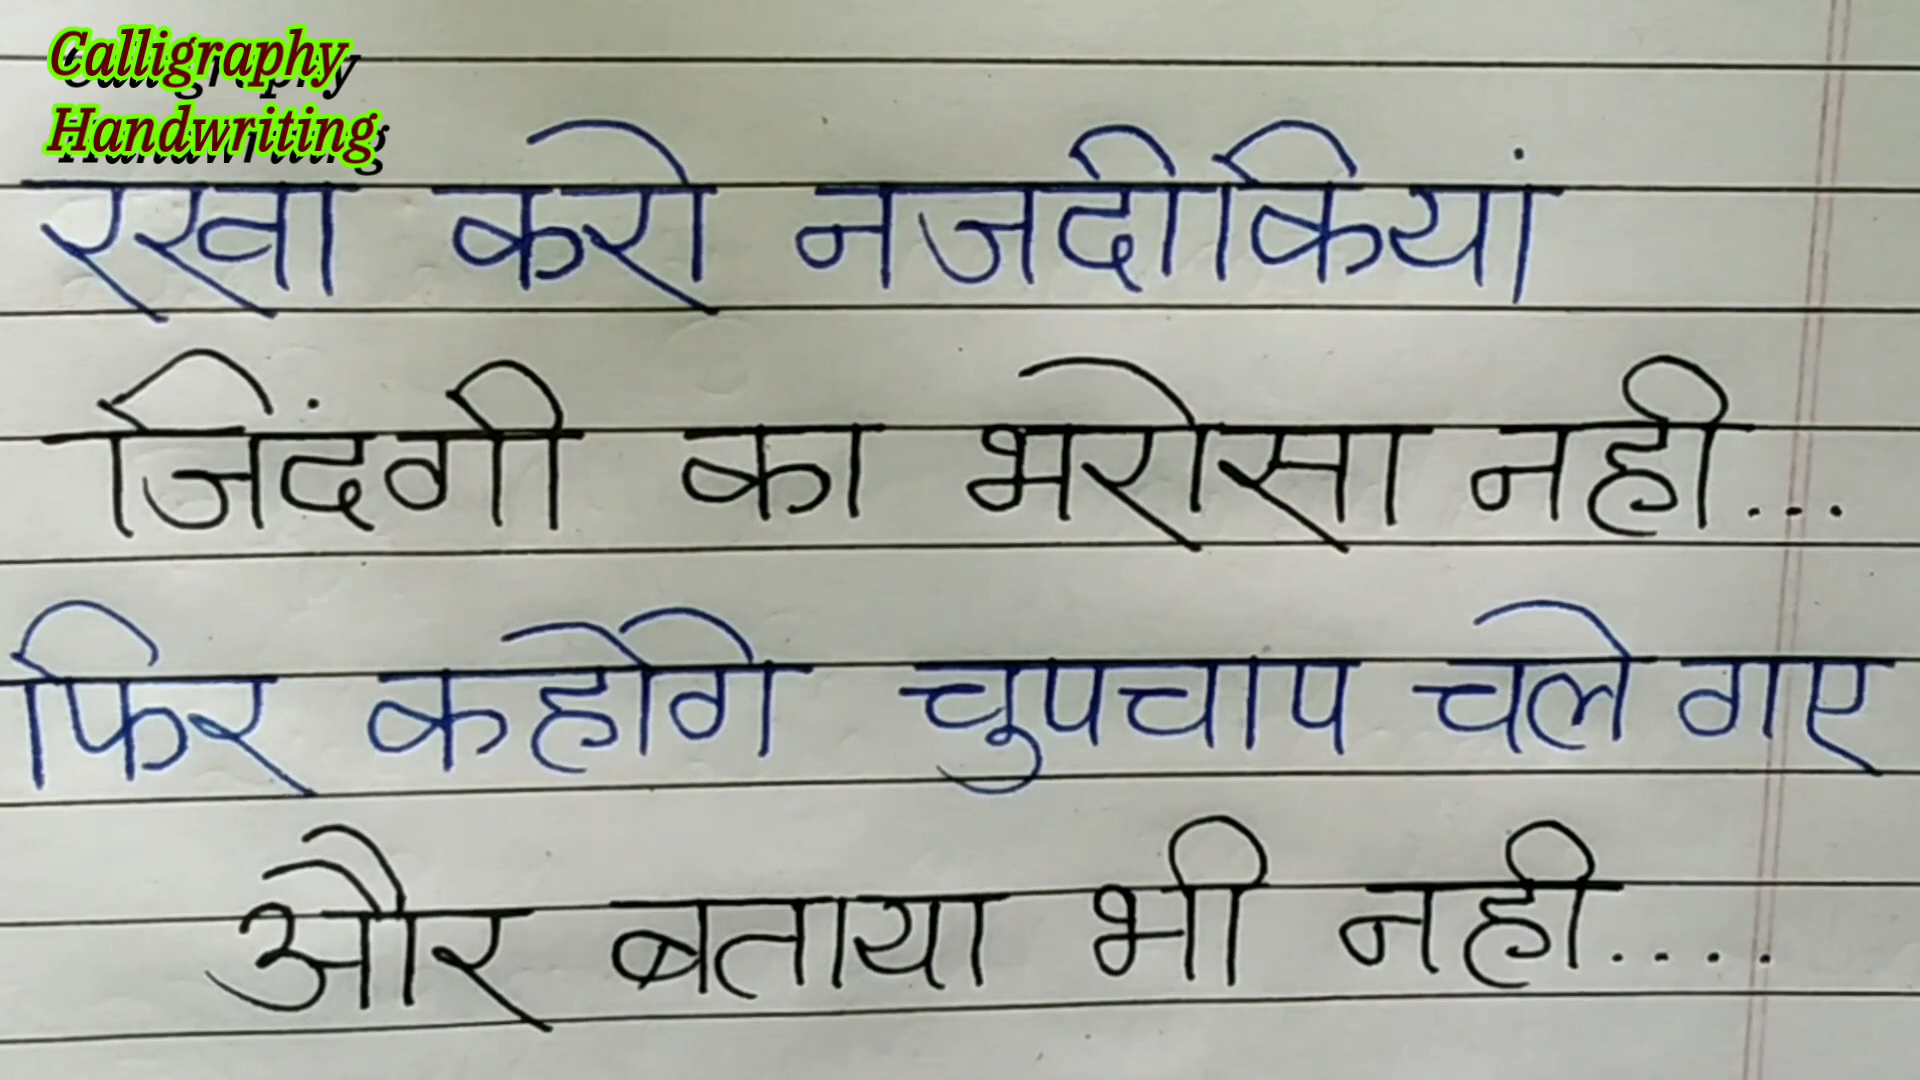 Calligraphy
Handwriting
रखा करो नजदीकियां
जिंदगी का भरोसा नही...
फिर कहोगे चुपचाप चले गए
और बताया भी नही....